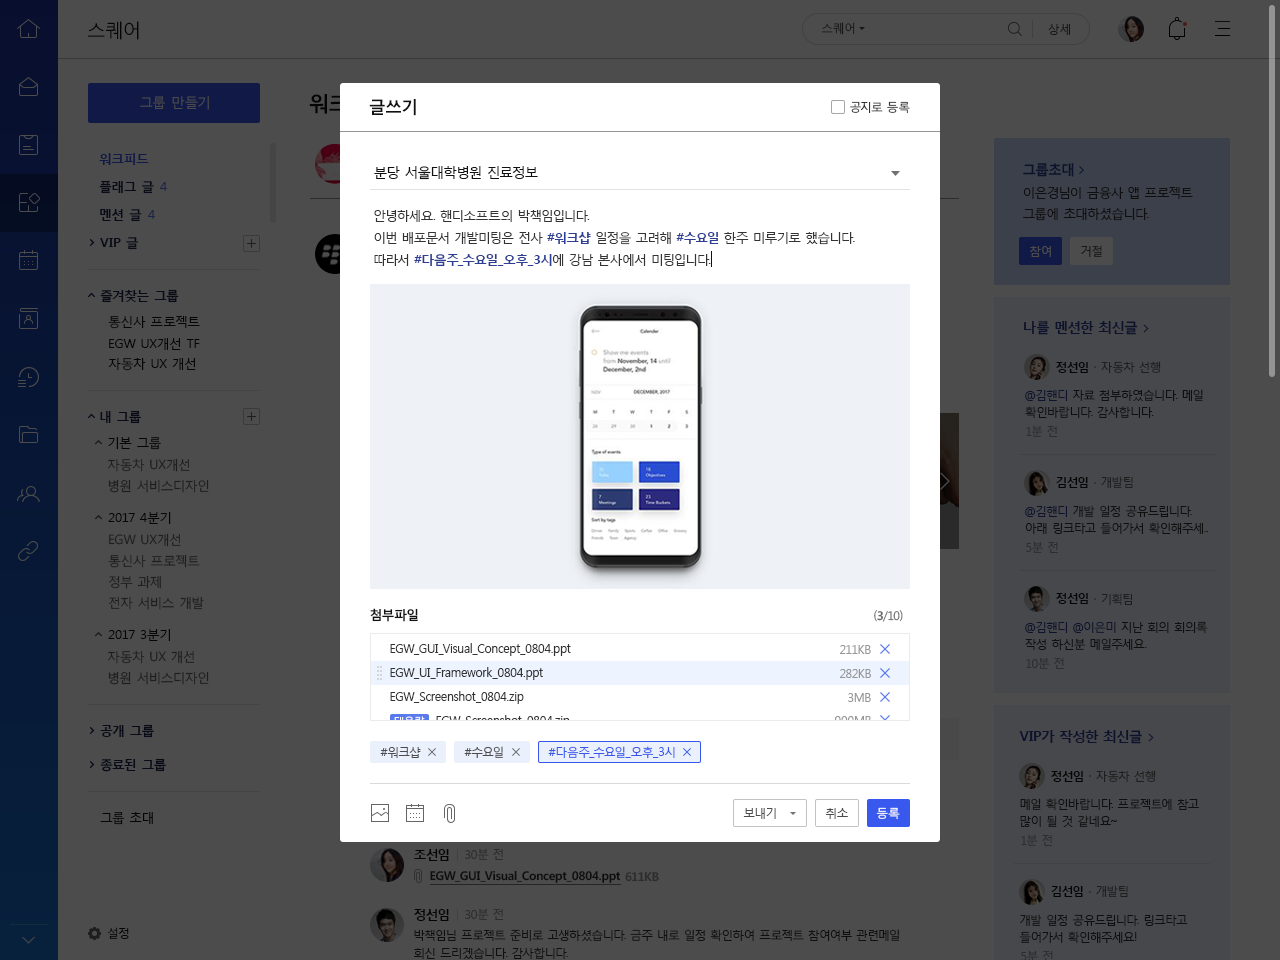 스퀘어
스퀘어
상세
그룹 만들기
워크피드
플래그 글 4
멘션 글 4
VIP 글
즐겨찾는 그룹
통신사 프로젝트
EGW UX개선 TF
자동차 UX 개선
내 그룹
기본 그룹
자동차 UX개선
병원 서비스디자인
2017 4분기
EGW UX개선
통신사 프로젝트
정부 과제
전자 서비스 개발
2017 3분기
자동차 UX 개선
병원 서비스디자인
공개 그룹
종료된 그룹
그룹 초대
설정
글쓰기
공지로 등록
분당 서울대학병원 진료정보
안녕하세요. 핸디소프트의 박책임입니다.
이번 배포문서 개발미팅은 전사 #워크샵 일정을 고려해 #수요일 한주 미루기로 했습니다.
따라서 #다음주_수요일_오후_3시에 강남 본사에서 미팅입니다.
Calendar
Show me events
from November, 14 until
December, 2nd
NOV DECEMBER, 2017
W T W T F S
28 29 30 1 2 3
Type of events
Objectives
7
Meetings
23
Time Buckets
Sort by tags
첨부파일
(3/10)
EGW_GUI_Visual_Concept_0804.ppt 211KB
EGW_UI_Framework_0804.ppt 282KB
EGW_Screenshot_0804.zip 3MB
대용량 EGW_Screenshot_0804.zip 900MB
#워크샵 #수요일 #다음주_수요일_오후_3시
보내기 취소 등록
조선임 30분 전
EGW_GUI_Visual_Concept_0804.ppt 611KB
정선임 30분 전
박책임님 프로젝트 준비로 고생하셨습니다. 금주 내로 일정 확인하여 프로젝트 참여여부 관련메일
회신 드리겠습니다. 감사합니다.
그룹초대
이은경님이 금융사 앱 프로젝트
그룹에 초대하셨습니다.
참여 거절
나를 멘션한 최신글
정선임 · 자동차 선행
@김핸디 자료 첨부하였습니다. 메일
확인바랍니다. 감사합니다.
1분 전
김선임 · 개발팀
@김핸디 개발 일정 공유드립니다.
아래 링크타고 들어가서 확인해주세..
5분 전
정선임 · 기획팀
@김핸디 @이은미 지난 회의 회의록
작성 하신분 메일주세요.
10분 전
VIP가 작성한 최신글
정선임 · 자동차 선행
메일 확인바랍니다. 프로젝트에 참고
많이 될 것 같네요~
1분 전
김선임 · 개발팀
개발 일정 공유드립니다. 링크타고
들어가서 확인해주세요!
5분 전